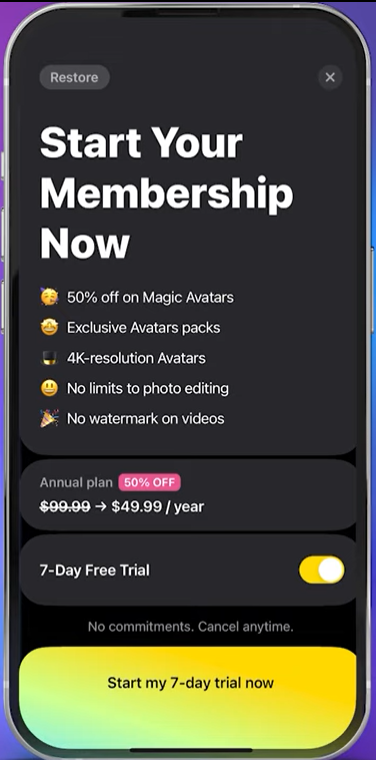 Restore
Start Your
Membership
Now
50% off on Magic Avatars
Exclusive Avatars packs
4K-resolution Avatars
No limits to photo editing
No watermark on videos
Annual plan 50% OFF
$99.99 → $49.99 / year
7-Day Free Trial
No commitments. Cancel anytime.
Start my 7-day trial now